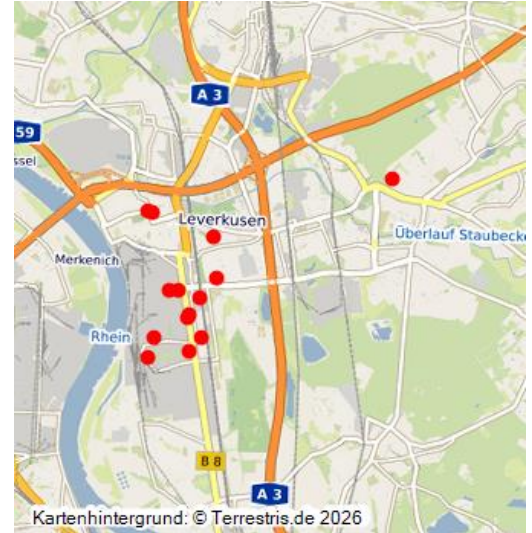 A 3
59
ssel
Leverkusen
Merkenich
Überlauf Staubecke
Rhein
B 8
A 3
Kartenhintergrund: © Terrestris.de 2026